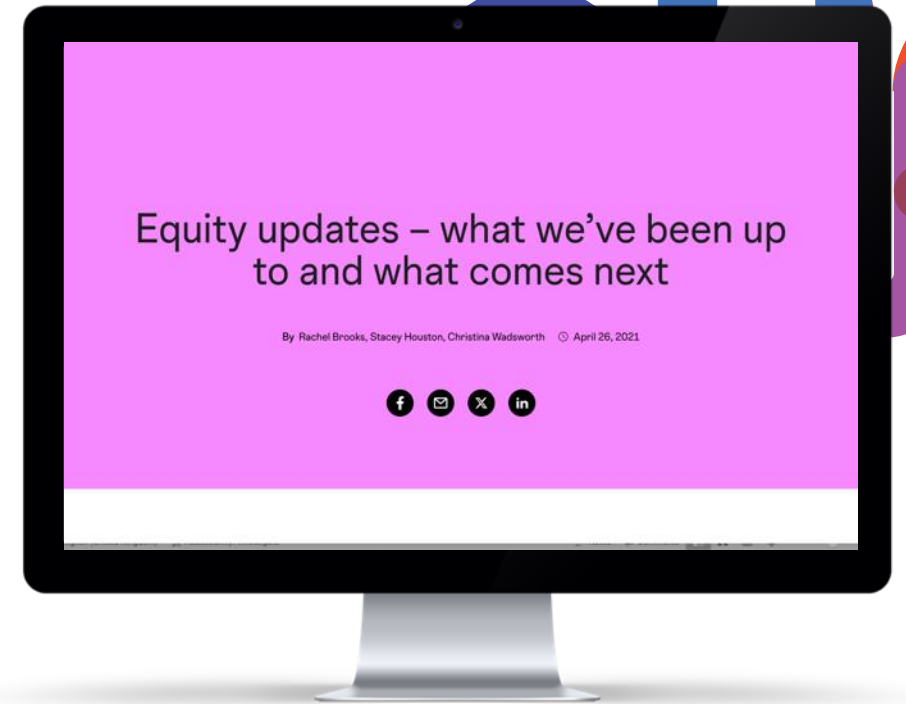 Equity updates – what we’ve been up
to and what comes next
By Rachel Brooks, Stacey Houston, Christina Wadsworth April 26, 2021